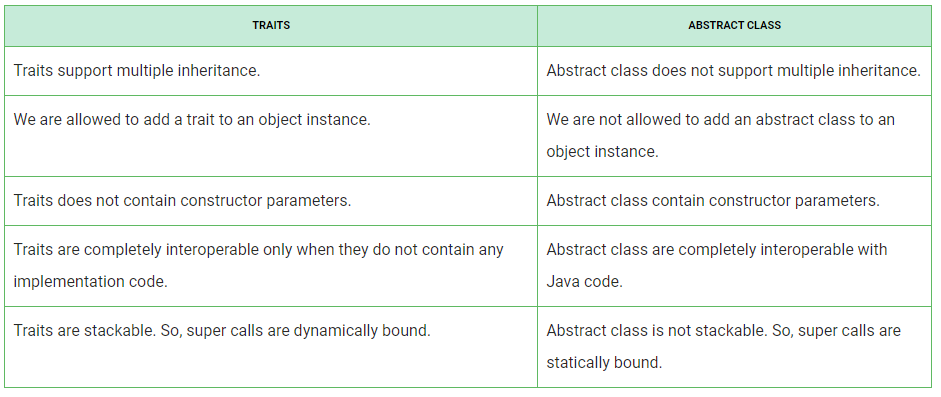 TRAITS
ABSTRACT CLASS
Traits support multiple inheritance.
Abstract class does not support multiple inheritance.
We are allowed to add a trait to an object instance.
We are not allowed to add an abstract class to an
object instance.
Traits does not contain constructor parameters.
Abstract class contain constructor parameters.
Traits are completely interoperable only when they do not contain any
implementation code.
Abstract class are completely interoperable with
Java code.
Traits are stackable. So, super calls are dynamically bound.
Abstract class is not stackable. So, super calls are
statically bound.